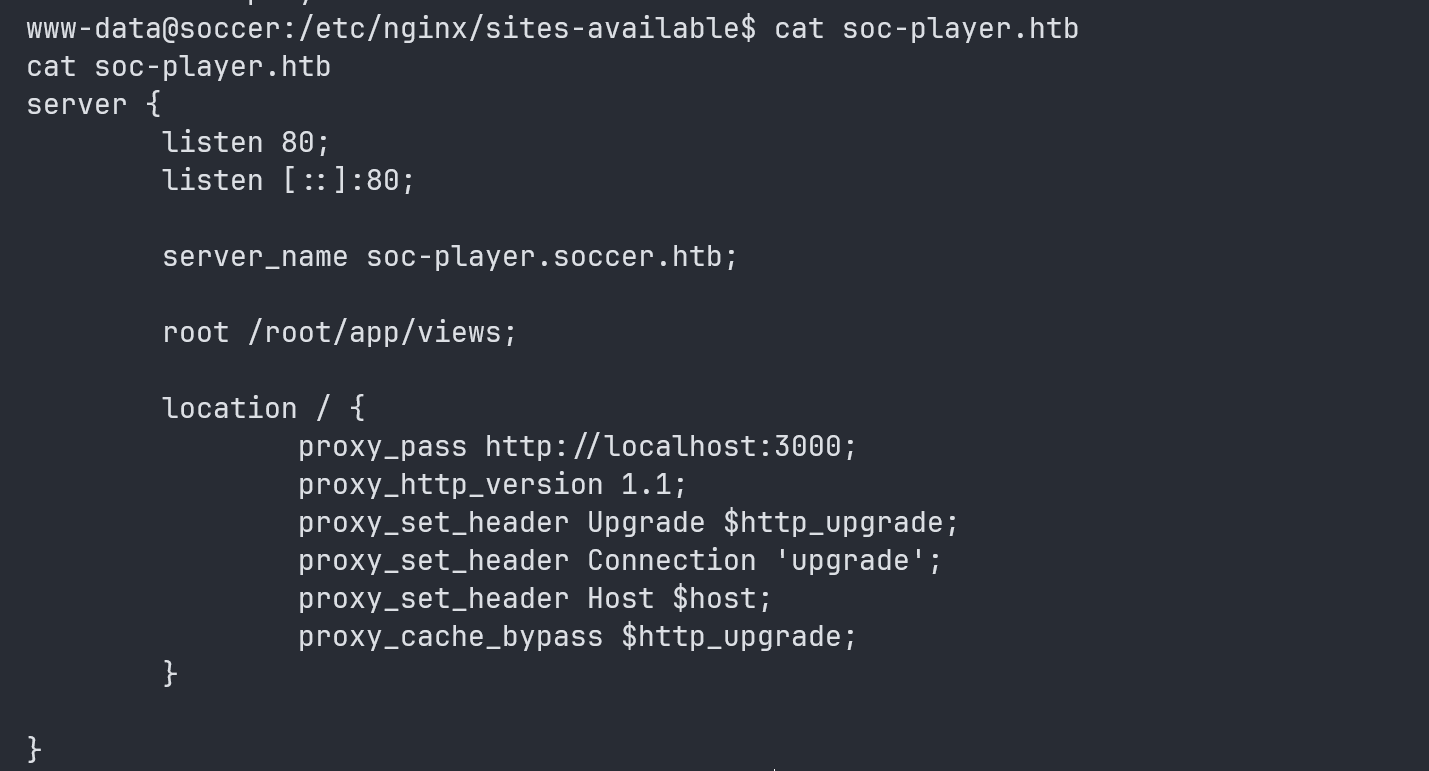 www-data@soccer:/etc/nginx/sites-available$ cat soc-player.htb
cat soc-player.htb
server {
        listen 80;
        listen [::]:80;

        server_name soc-player.soccer.htb;

        root /root/app/views;

        location / {
                proxy_pass http://localhost:3000;
                proxy_http_version 1.1;
                proxy_set_header Upgrade $http_upgrade;
                proxy_set_header Connection 'upgrade';
                proxy_set_header Host $host;
                proxy_cache_bypass $http_upgrade;
        }

}